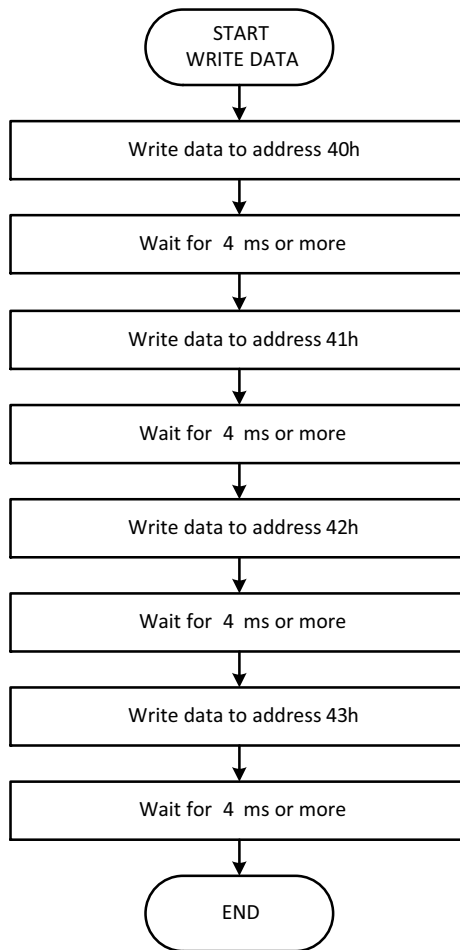 START
WRITE DATA
Write data to address 40h
Wait for 4 ms or more
Write data to address 41h
Wait for 4 ms or more
Write data to address 42h
Wait for 4 ms or more
Write data to address 43h
Wait for 4 ms or more
END